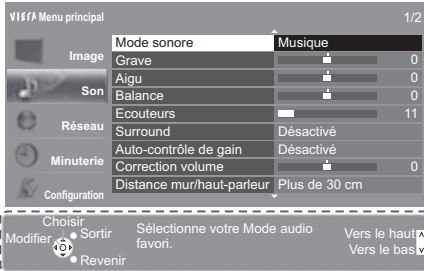 VIErA Menu principal 1/2
Image
Son
Réseau
Minuterie
Configuration
Mode sonore Musique
Grave 0
Aigu 0
Balance 0
Ecouteurs 11
Surround Désactivé
Auto-contrôle de gain Désactivé
Correction volume 0
Distance mur/haut-parleur Plus de 30 cm
Choisir
Modifier
Sortir
Revenir
Sélectionne votre Mode audio
favori.
Vers le haut
Vers le bas